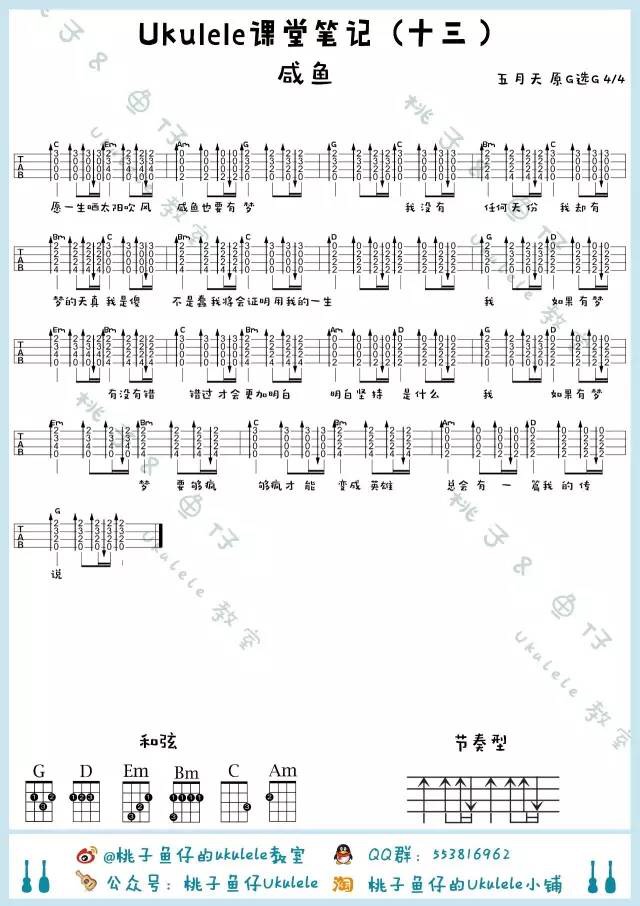 Ukulele课堂笔记（十三）
咸鱼
五月天 原G选G 4/4
C Em Am G G C Bm C
愿一生晒太阳吹风 咸鱼也要有梦 我没有 任何天份 我却有
Bm C Bm C D G D
梦的天真 我是傻 不是蠢我将会证明用我的一生 我 如果有梦
Em Bm C Bm Am D G D
有没有错 错过才会更加明白 明白坚持 是什么 我 如果有梦
Em Bm C Bm Am D
梦 要够疯 够疯才能 变成英雄 总会有一篇我的传
G
说
和弦
节奏型
G D Em Bm C Am
@桃子鱼仔的ukulele教室
QQ群：553816962
公众号：桃子鱼仔Ukulele
淘 桃子鱼仔的Ukulele小铺
桃子&鱼仔
Ukulele教室